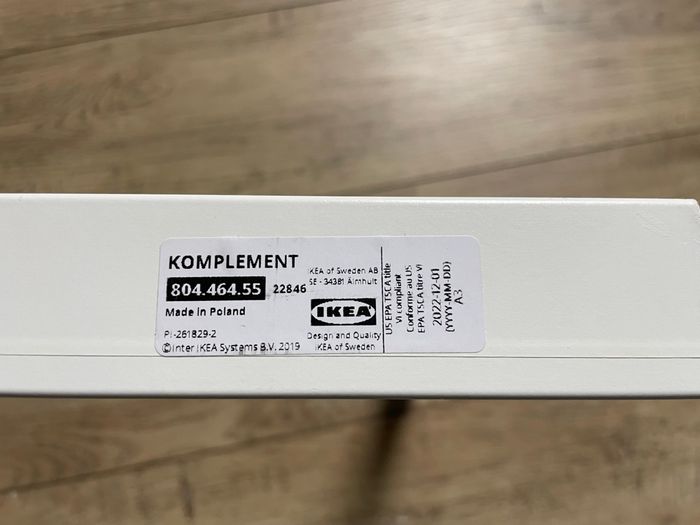 KOMPLEMENT
804.464.55 22846
Made in Poland
PI-261829-2
©Inter IKEA Systems B.V. 2019
IKEA of Sweden AB
SE - 34381 Älmhult
IKEA
Design and Quality
IKEA of Sweden
US EPA TSCA title
VI compliant
Conforme au US
EPA TSCA titre VI
2022-12-01
(YYYY-MM-DD)
A3